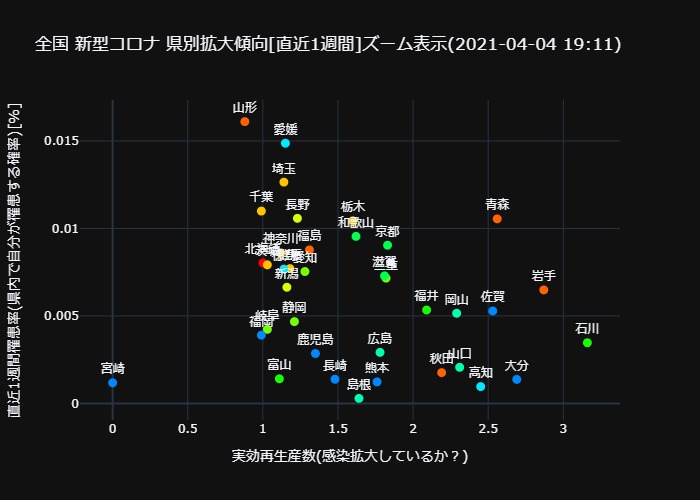 全国 新型コロナ 県別拡大傾向[直近1週間]ズーム表示(2021-04-04 19:11)
直近1週間罹患率(県内で自分が罹患する確率)[%]
山形
愛媛
0.015
埼玉
千葉
長野
栃木
青森
和歌山
0.01
京都
神奈川
福島
北海道
愛知
滋賀
三重
新潟
岩手
福井
岡山
佐賀
静岡
岐阜
0.005
福岡
石川
鹿児島
広島
秋田
山口
富山
長崎
熊本
高知
大分
宮崎
島根
0
0
0.5
1
1.5
2
2.5
3
実効再生産数(感染拡大しているか？)